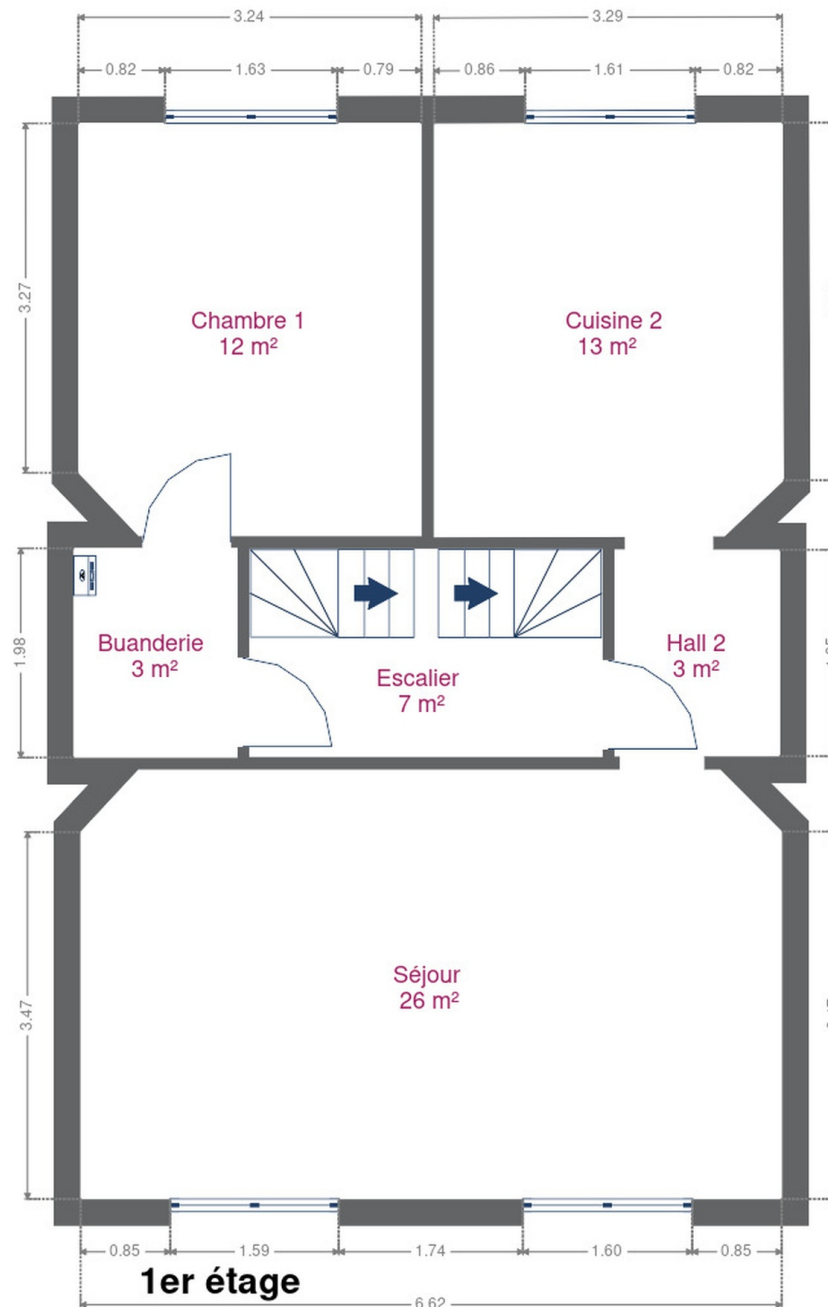 3.24
3.29
0.82
1.63
0.79
0.86
1.61
0.82
3.27
Chambre 1
12 m²
Cuisine 2
13 m²
1.98
Buanderie
3 m²
Escalier
7 m²
Hall 2
3 m²
Séjour
26 m²
3.47
0.85
1.59
1.74
1.60
0.85
1er étage
6.62